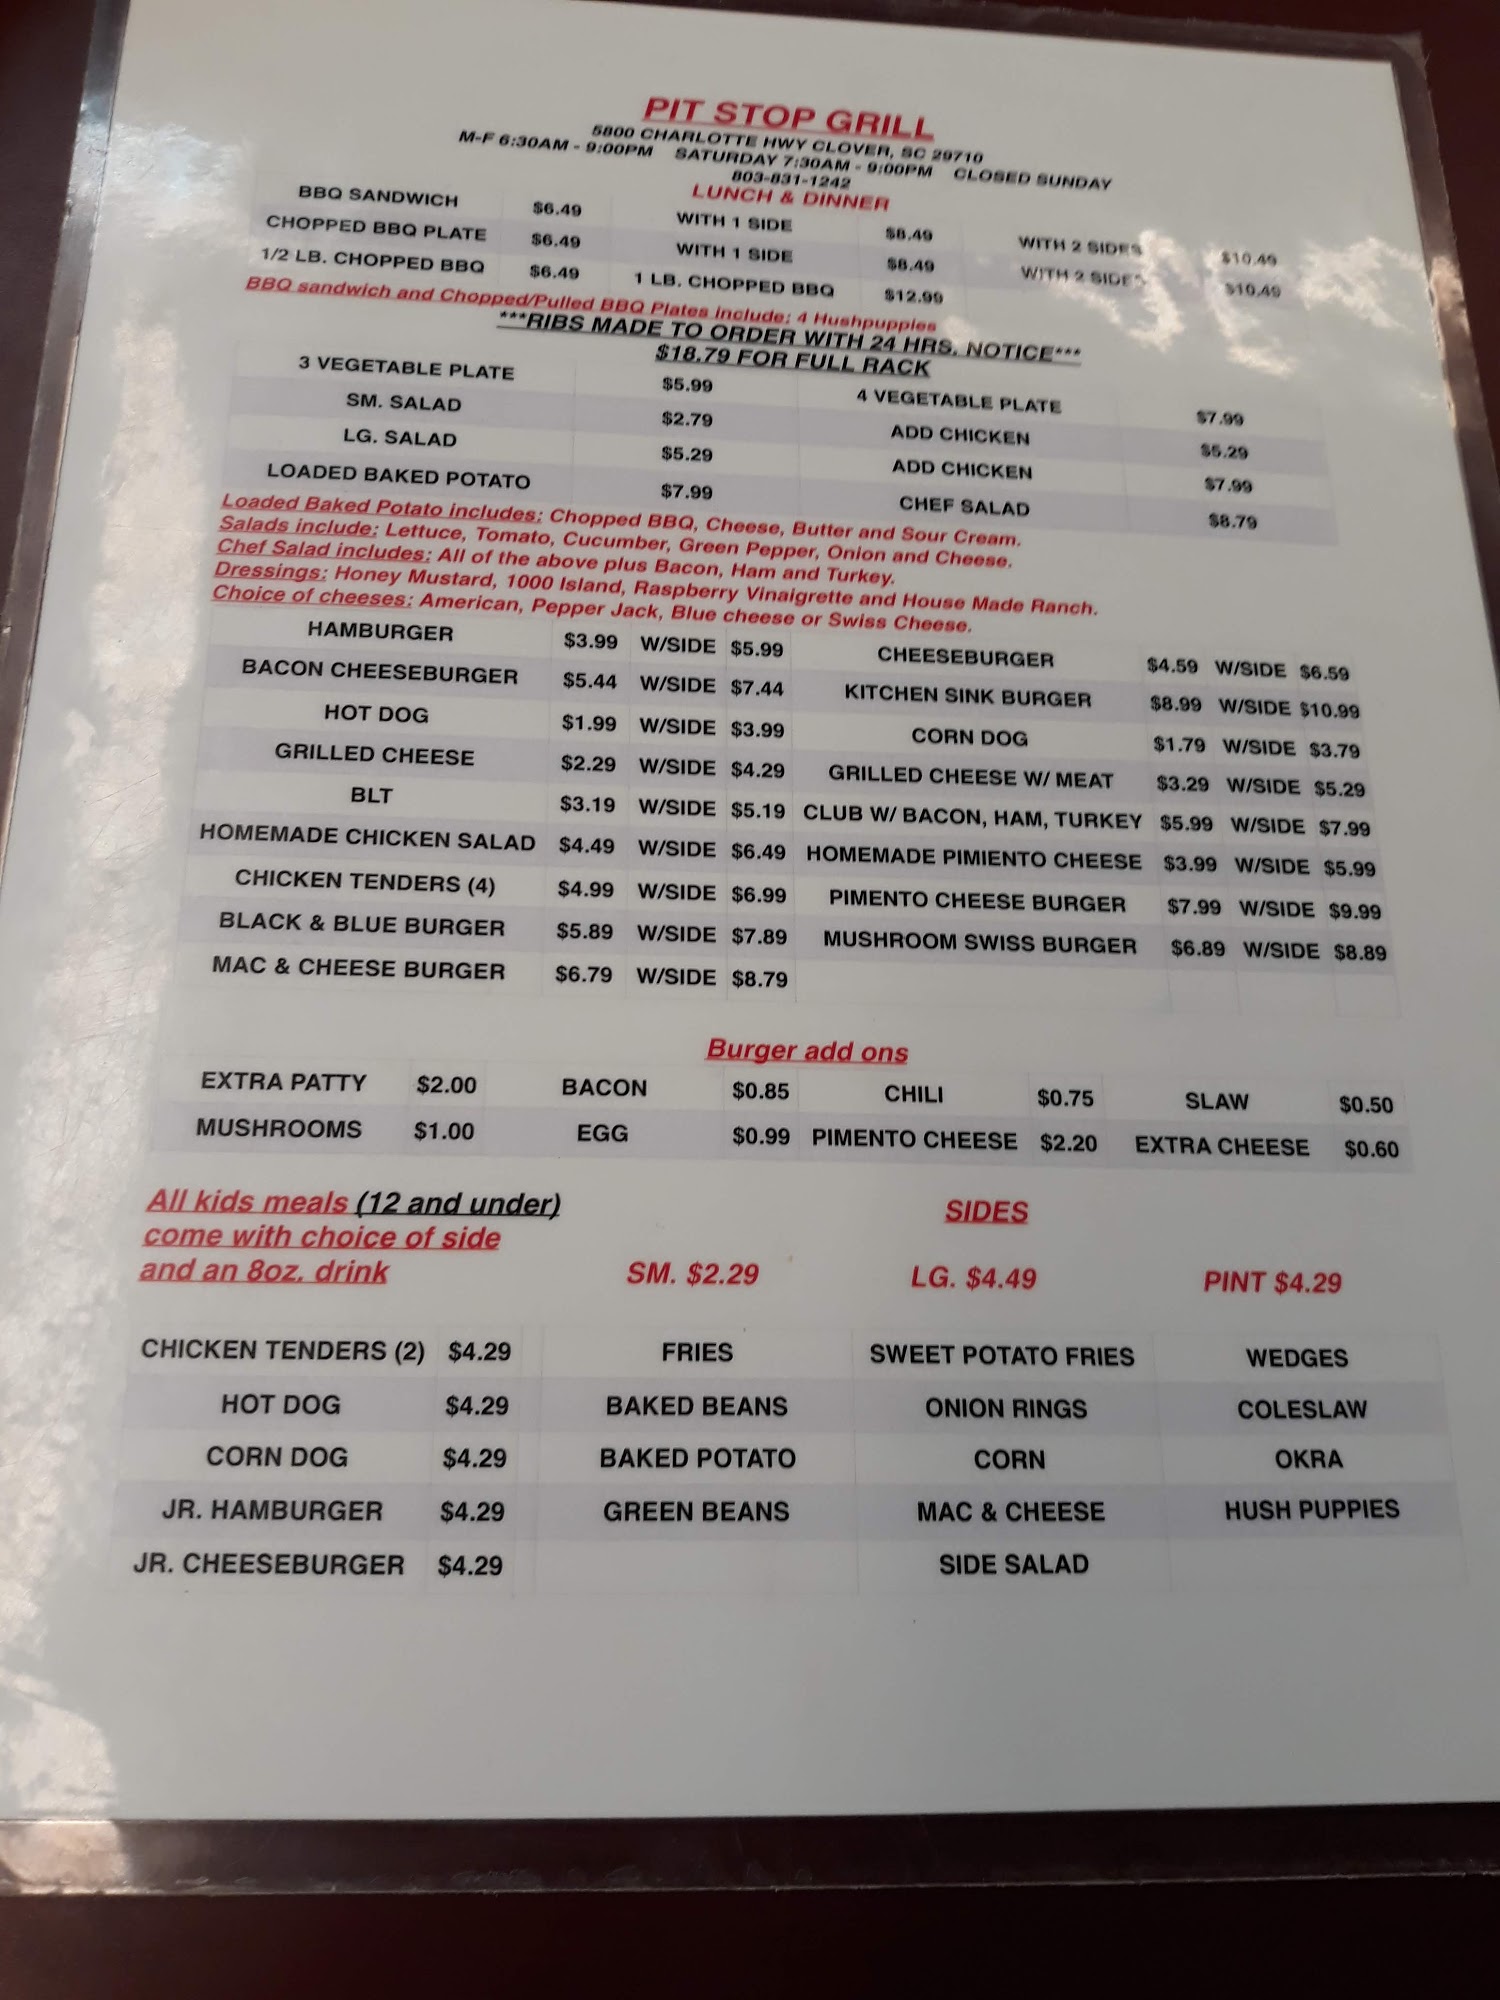 PIT STOP GRILL
5800 CHARLOTTE HWY CLOVER, SC 29710
M-F 6:30AM - 9:00PM SATURDAY 7:30AM - 9:00PM CLOSED SUNDAY
803-831-1242
LUNCH & DINNER
BBQ SANDWICH $6.49 WITH 1 SIDE $8.49 WITH 2 SIDES $10.49
CHOPPED BBQ PLATE $6.49 WITH 1 SIDE $8.49 WITH 2 SIDES $10.49
1/2 LB. CHOPPED BBQ $6.49 1 LB. CHOPPED BBQ $12.99
BBQ sandwich and Chopped/Pulled BBQ Plates include: 4 Hushpuppies
***RIBS MADE TO ORDER WITH 24 HRS. NOTICE***
$18.79 FOR FULL RACK
3 VEGETABLE PLATE $5.99 4 VEGETABLE PLATE $7.99
SM. SALAD $2.79 ADD CHICKEN $5.29
LG. SALAD $5.29 ADD CHICKEN $7.99
LOADED BAKED POTATO $7.99 CHEF SALAD $8.79
Loaded Baked Potato includes: Chopped BBQ, Cheese, Butter and Sour Cream.
Salads include: Lettuce, Tomato, Cucumber, Green Pepper, Onion and Cheese.
Chef Salad includes: All of the above plus Bacon, Ham and Turkey.
Dressings: Honey Mustard, 1000 Island, Raspberry Vinaigrette and House Made Ranch.
Choice of cheeses: American, Pepper Jack, Blue cheese or Swiss Cheese.
HAMBURGER $3.99 W/SIDE $5.99 CHEESEBURGER $4.59 W/SIDE $6.59
BACON CHEESEBURGER $5.44 W/SIDE $7.44 KITCHEN SINK BURGER $8.99 W/SIDE $10.99
HOT DOG $1.99 W/SIDE $3.99 CORN DOG $1.79 W/SIDE $3.79
GRILLED CHEESE $2.29 W/SIDE $4.29 GRILLED CHEESE W/ MEAT $3.29 W/SIDE $5.29
BLT $3.19 W/SIDE $5.19 CLUB W/ BACON, HAM, TURKEY $5.99 W/SIDE $7.99
HOMEMADE CHICKEN SALAD $4.49 W/SIDE $6.49 HOMEMADE PIMIENTO CHEESE $3.99 W/SIDE $5.99
CHICKEN TENDERS (4) $4.99 W/SIDE $6.99 PIMENTO CHEESE BURGER $7.99 W/SIDE $9.99
BLACK & BLUE BURGER $5.89 W/SIDE $7.89 MUSHROOM SWISS BURGER $6.89 W/SIDE $8.89
MAC & CHEESE BURGER $6.79 W/SIDE $8.79
Burger add ons
EXTRA PATTY $2.00 BACON $0.85 CHILI $0.75 SLAW $0.50
MUSHROOMS $1.00 EGG $0.99 PIMENTO CHEESE $2.20 EXTRA CHEESE $0.60
All kids meals (12 and under)
come with choice of side
and an 8oz. drink
CHICKEN TENDERS (2) $4.29
HOT DOG $4.29
CORN DOG $4.29
JR. HAMBURGER $4.29
JR. CHEESEBURGER $4.29
SIDES
SM. $2.29 LG. $4.49 PINT $4.29
FRIES SWEET POTATO FRIES WEDGES
BAKED BEANS ONION RINGS COLESLAW
BAKED POTATO CORN OKRA
GREEN BEANS MAC & CHEESE HUSH PUPPIES
SIDE SALAD